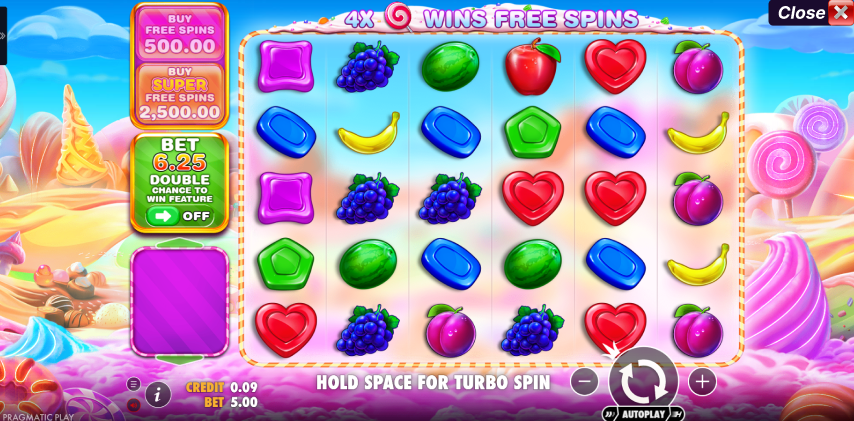 4X WINS FREE SPINS
Close
BUY
FREE SPINS
500.00
BUY
SUPER
FREE SPINS
2,500.00
BET
6.25
DOUBLE
CHANCE TO
WIN FEATURE
OFF
CREDIT 0.09
BET 5.00
HOLD SPACE FOR TURBO SPIN
AUTOPLAY
PRAGMATIC PLAY